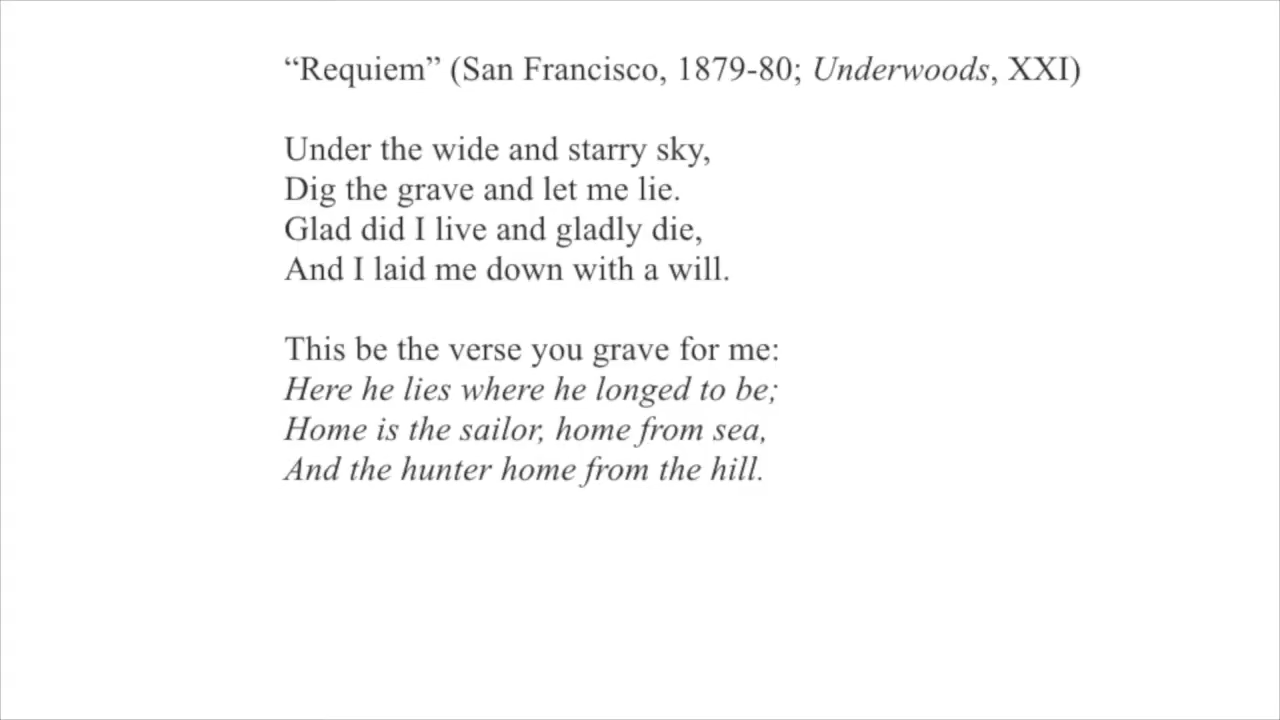 “Requiem” (San Francisco, 1879-80; Underwoods, XXI)
Under the wide and starry sky,
Dig the grave and let me lie.
Glad did I live and gladly die,
And I laid me down with a will.
This be the verse you grave for me:
Here he lies where he longed to be;
Home is the sailor, home from sea,
And the hunter home from the hill.